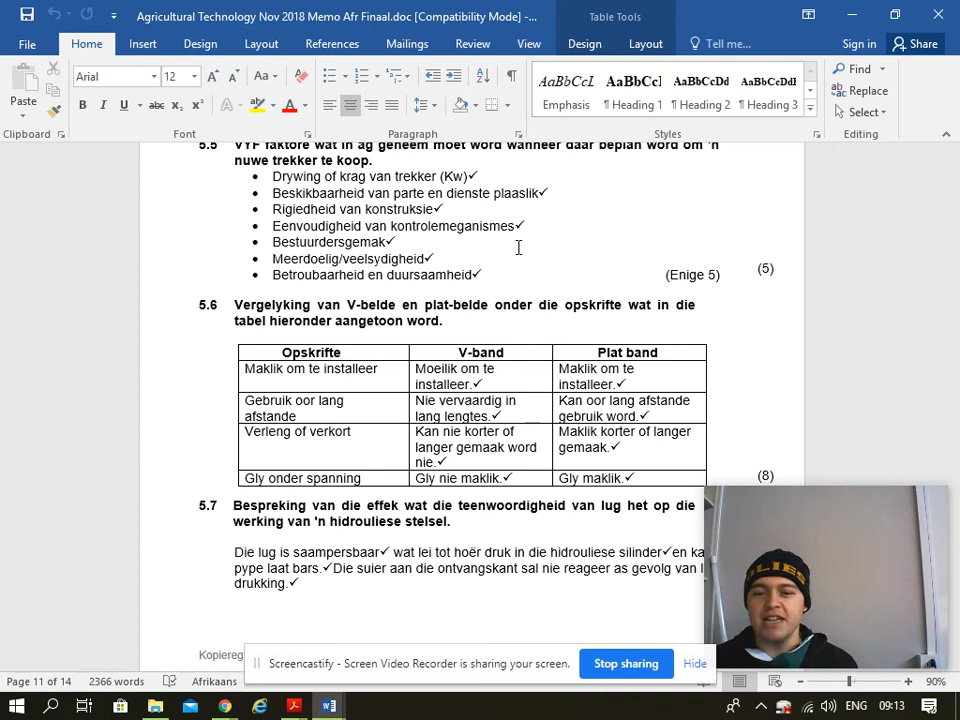 Agricultural Technology Nov 2018 Memo Afr Finaal.doc [Compatibility Mode] -...
Table Tools
File
Home
Insert
Design
Layout
References
Mailings
Review
View
Design
Layout
Tell me...
Sign in
Share
Paste
Arial
12
Aa
A
B
I
U
abc
x₂
x²
A
A
AaBbCcL
AaBbCcI
AaBbCcDd
AaBbCcDdI
Emphasis
¶ Heading 1
¶ Heading 2
¶ Heading 3
Find
Replace
Select
Clipboard
Font
Paragraph
Styles
Editing
5.5 VYF faktore wat in ag geneem moet word wanneer daar beplan word om 'n
nuwe trekker te koop.
• Drywing of krag van trekker (Kw)✓
• Beskikbaarheid van parte en dienste plaaslik✓
• Rigiedheid van konstruksie✓
• Eenvoudigheid van kontrolemeganismes✓
• Bestuurdersgemak✓
• Meerdoelig/veelsydigheid✓
• Betroubaarheid en duursaamheid✓ (Enige 5) (5)
5.6 Vergelyking van V-belde en plat-belde onder die opskrifte wat in die
tabel hieronder aangetoon word.
Opskrifte V-band Plat band
Maklik om te installeer
Moeilik om te
installeer.✓
Maklik om te
installeer.✓
Gebruik oor lang
afstande
Nie vervaardig in
lang lengtes.✓
Kan oor lang afstande
gebruik word.✓
Verleng of verkort
Kan nie korter of
langer gemaak word
nie.✓
Maklik korter of langer
gemaak.✓
Gly onder spanning Gly nie maklik.✓ Gly maklik.✓
(8)
5.7 Bespreking van die effek wat die teenwoordigheid van lug het op die
werking van 'n hidrouliese stelsel.
Die lug is saampersbaar✓ wat lei tot hoër druk in die hidrouliese silinder✓en ka
pype laat bars.✓Die suier aan die ontvangskant sal nie reageer as gevolg van l
drukking.✓
Kopiereg
Screencastify - Screen Video Recorder is sharing your screen.
Stop sharing
Hide
Page 11 of 14
2366 words
Afrikaans
90%
ENG
09:13